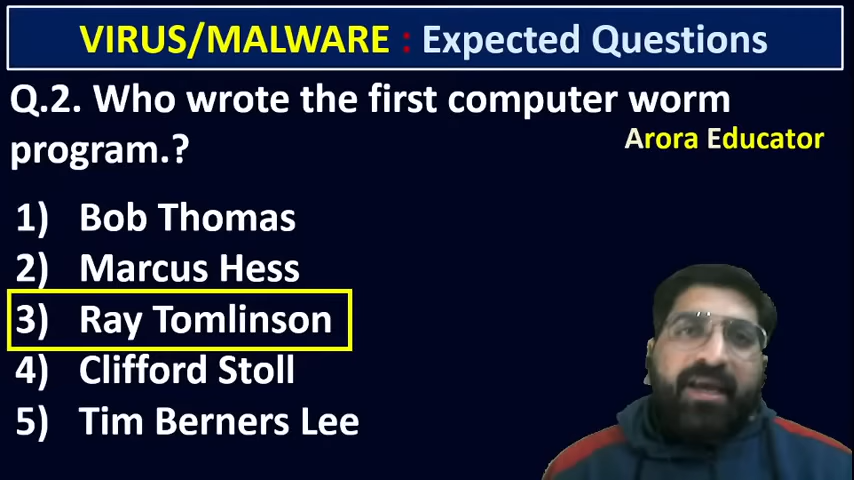 VIRUS/MALWARE : Expected Questions
Q.2. Who wrote the first computer worm
program.?
Arora Educator
1) Bob Thomas
2) Marcus Hess
3) Ray Tomlinson
4) Clifford Stoll
5) Tim Berners Lee